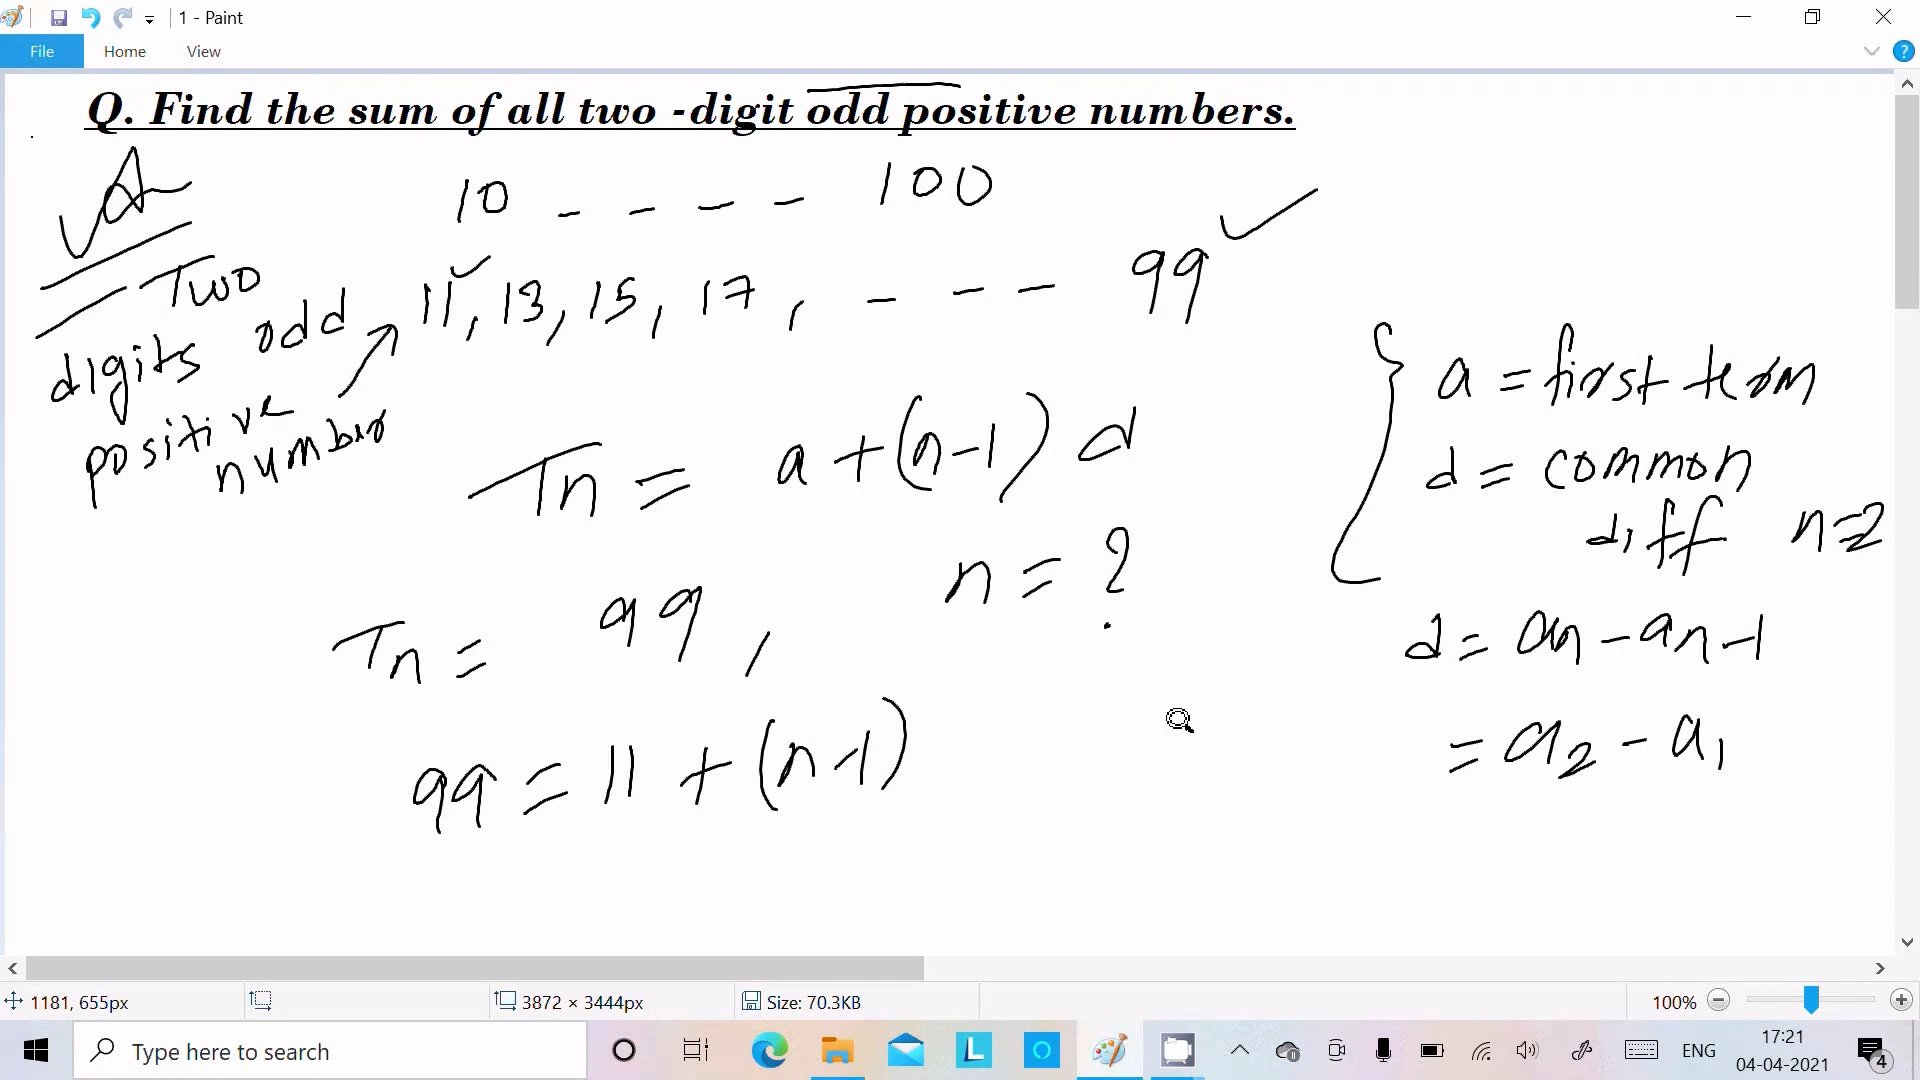 1 - Paint
File Home View
Q. Find the sum of all two -digit odd positive numbers.
10 - - - - 100
Two digits odd positive number
11, 13, 15, 17, - - - 99
Tn = a + (n-1) d
a = first term
d = common diff n=2
Tn = 99, n = ?
d = an - an-1
= a2 - a1
99 = 11 + (n-1)
1181, 655px 3872 × 3444px Size: 70.3KB 100%
Type here to search
L
ENG
17:21
04-04-2021
4